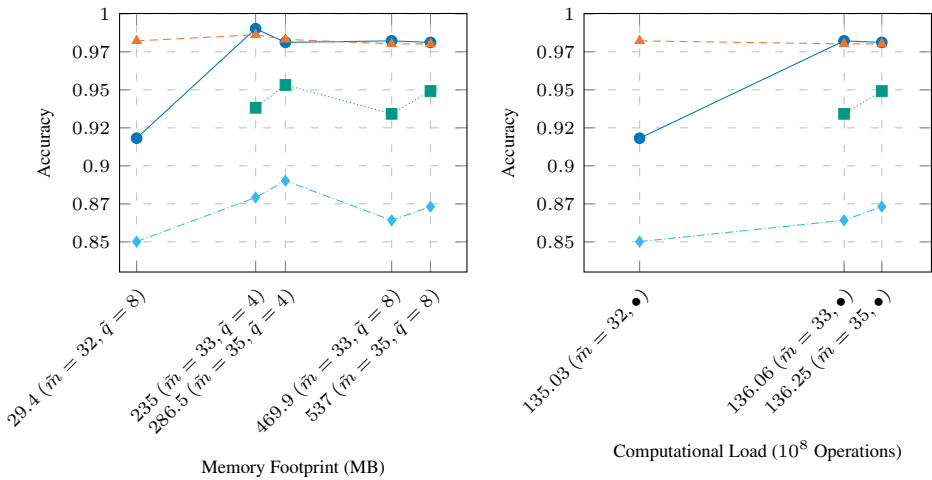 1
0.97
0.95
0.92
0.9
0.87
0.85
Accuracy
29.4 (m̃ = 32, q̃ = 8)
235 (m̃ = 33, q̃ = 4)
286.5 (m̃ = 35, q̃ = 4)
469.9 (m̃ = 33, q̃ = 8)
537 (m̃ = 35, q̃ = 8)
Memory Footprint (MB)
1
0.97
0.95
0.92
0.9
0.87
0.85
Accuracy
135.03 (m̃ = 32, •)
136.06 (m̃ = 33, •)
136.25 (m̃ = 35, •)
Computational Load (10⁸ Operations)